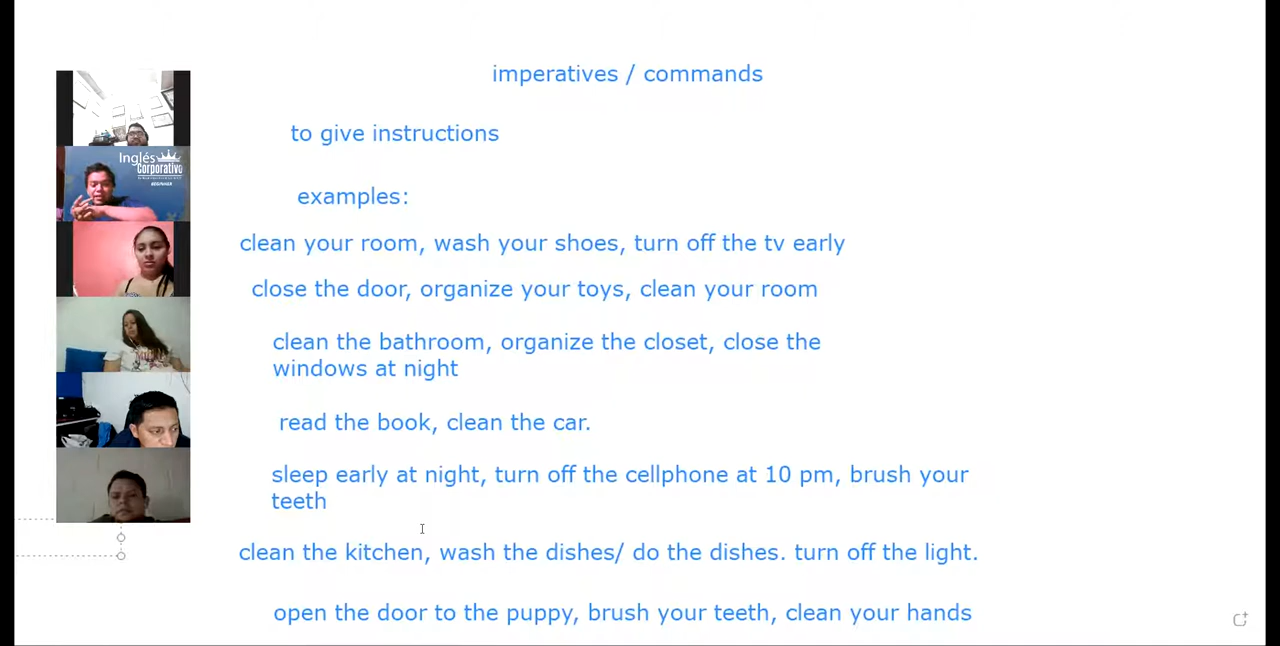 imperatives / commands
to give instructions
Inglés
Corporativo
BEGINNER
examples:
clean your room, wash your shoes, turn off the tv early
close the door, organize your toys, clean your room
clean the bathroom, organize the closet, close the
windows at night
read the book, clean the car.
sleep early at night, turn off the cellphone at 10 pm, brush your
teeth
clean the kitchen, wash the dishes/ do the dishes. turn off the light.
open the door to the puppy, brush your teeth, clean your hands